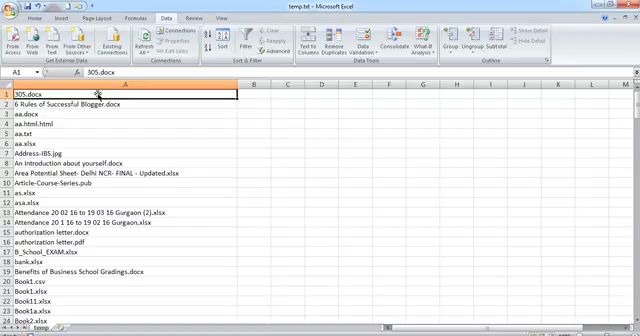 temp.txt - Microsoft Excel
Home Insert Page Layout Formulas Data Review View
From Access From Web From Text From Other Sources Existing Connections
Refresh All Connections Properties Edit Links
Sort Filter Clear Reapply Advanced
Text to Columns Remove Duplicates Data Validation Consolidate What-If Analysis
Group Ungroup Subtotal Show Detail Hide Detail
Get External Data Connections Sort & Filter Data Tools Outline
A1 305.docx
A B C D E F G H I J K L M
1 305.docx
2 6 Rules of Successful Blogger.docx
3 aa.docx
4 aa.html.html
5 aa.txt
6 aa.xlsx
7 Address-IBS.jpg
8 An Introduction about yourself.docx
9 Area Potential Sheet- Delhi NCR- FINAL - Updated.xlsx
10 Article-Course-Series.pub
11 as.xlsx
12 asa.xlsx
13 Attendance 20 02 16 to 19 03 16 Gurgaon (2).xlsx
14 Attendance 20 1 16 to 19 02 16 Gurgaon.xlsx
15 authorization letter.docx
16 authorization letter.pdf
17 B_School_EXAM.xlsx
18 bank.xlsx
19 Benefits of Business School Gradings.docx
20 Book1.csv
21 Book1.xlsx
22 Book11.xlsx
23 Book1a.xlsx
24 Book2.xlsx
temp